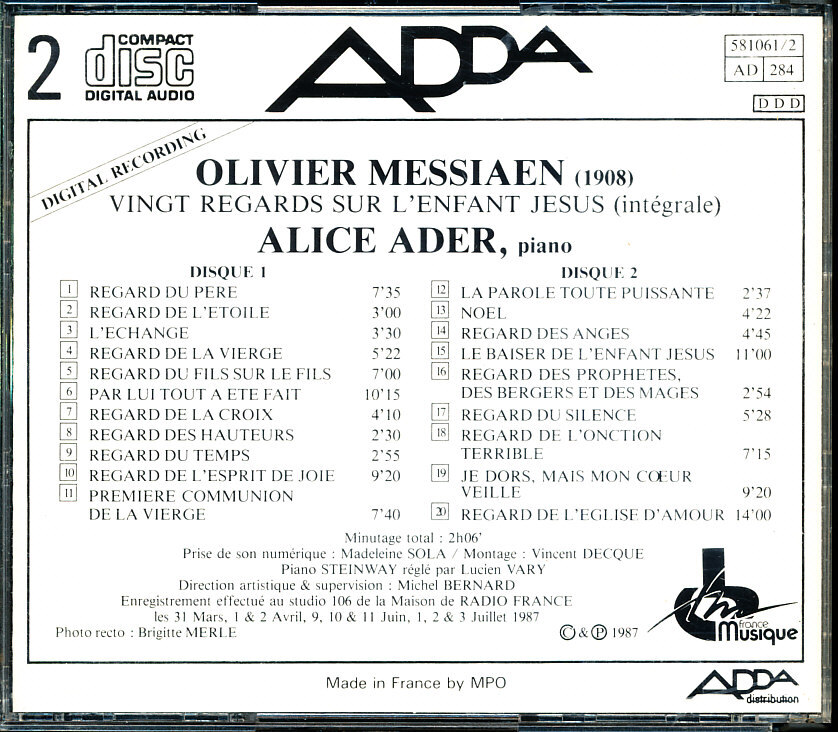 2
COMPACT
disc
DIGITAL AUDIO
ADDA
581061/2
AD 284
D D D
DIGITAL RECORDING
OLIVIER MESSIAEN (1908)
VINGT REGARDS SUR L'ENFANT JESUS (intégrale)
ALICE ADER, piano
DISQUE 1
1 REGARD DU PERE 7'35
2 REGARD DE L'ETOILE 3'00
3 L'ECHANGE 3'30
4 REGARD DE LA VIERGE 5'22
5 REGARD DU FILS SUR LE FILS 7'00
6 PAR LUI TOUT A ETE FAIT 10'15
7 REGARD DE LA CROIX 4'10
8 REGARD DES HAUTEURS 2'30
9 REGARD DU TEMPS 2'55
10 REGARD DE L'ESPRIT DE JOIE 9'20
11 PREMIERE COMMUNION
DE LA VIERGE 7'40
DISQUE 2
12 LA PAROLE TOUTE PUISSANTE 2'37
13 NOEL 4'22
14 REGARD DES ANGES 4'45
15 LE BAISER DE L'ENFANT JESUS 11'00
16 REGARD DES PROPHETES,
DES BERGERS ET DES MAGES 2'54
17 REGARD DU SILENCE 5'28
18 REGARD DE L'ONCTION
TERRIBLE 7'15
19 JE DORS, MAIS MON CŒUR
VEILLE 9'20
20 REGARD DE L'EGLISE D'AMOUR 14'00
Minutage total : 2h06'
Prise de son numérique : Madeleine SOLA / Montage : Vincent DECQUE
Piano STEINWAY réglé par Lucien VARY
Direction artistique & supervision : Michel BERNARD
Enregistrement effectué au studio 106 de la Maison de RADIO FRANCE
les 31 Mars, 1 & 2 Avril, 9, 10 & 11 Juin, 1, 2 & 3 Juillet 1987
Photo recto : Brigitte MERLE
© & ℗ 1987
fm
france
Musique
Made in France by MPO
ADDA
distribution